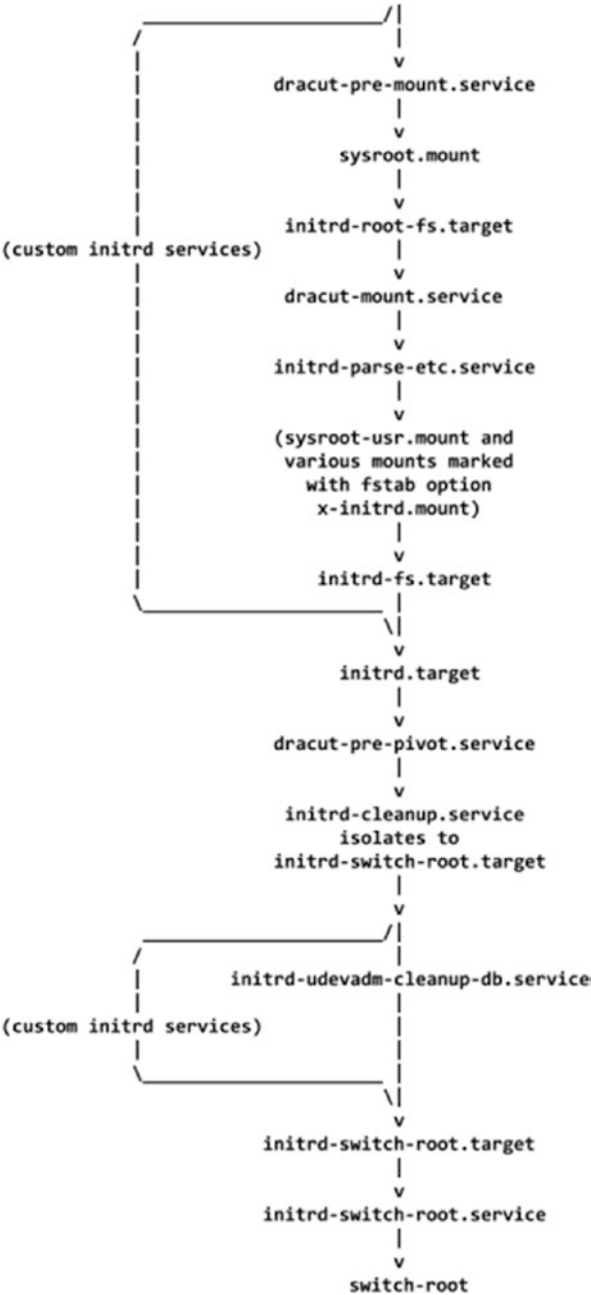 dracut-pre-mount.service
sysroot.mount
initrd-root-fs.target
(custom initrd services)
dracut-mount.service
initrd-parse-etc.service
(sysroot-usr.mount and
various mounts marked
with fstab option
x-initrd.mount)
initrd-fs.target
initrd.target
dracut-pre-pivot.service
initrd-cleanup.service
isolates to
initrd-switch-root.target
initrd-udevadm-cleanup-db.service
(custom initrd services)
initrd-switch-root.target
initrd-switch-root.service
switch-root